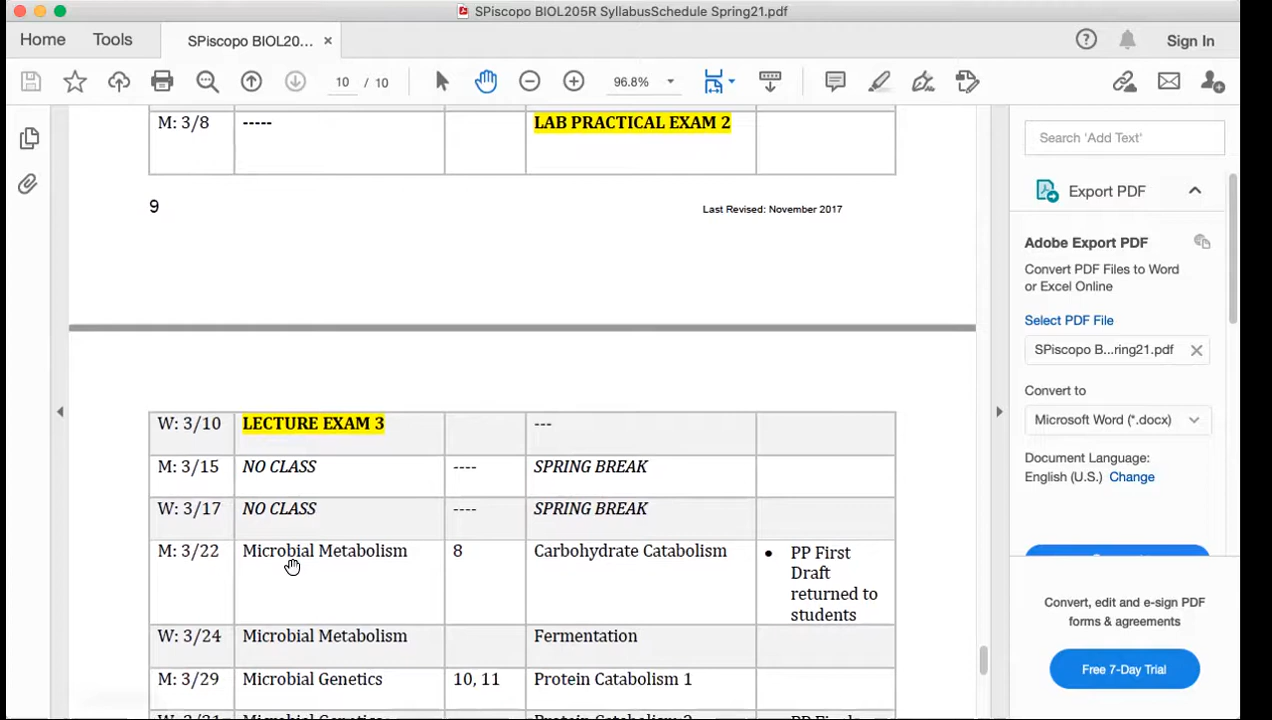 SPiscopo BIOL205R SyllabusSchedule Spring21.pdf
Home Tools SPiscopo BIOL20... × Sign In
10 / 10 96.8%
M: 3/8 ----- LAB PRACTICAL EXAM 2
9 Last Revised: November 2017
W: 3/10 LECTURE EXAM 3 ---
M: 3/15 NO CLASS ---- SPRING BREAK
W: 3/17 NO CLASS ---- SPRING BREAK
M: 3/22 Microbial Metabolism 8 Carbohydrate Catabolism • PP First
Draft
returned to
students
W: 3/24 Microbial Metabolism Fermentation
M: 3/29 Microbial Genetics 10, 11 Protein Catabolism 1
Search 'Add Text'
Export PDF
Adobe Export PDF
Convert PDF Files to Word
or Excel Online
Select PDF File
SPiscopo B...ring21.pdf
Convert to
Microsoft Word (*.docx)
Document Language:
English (U.S.) Change
Convert, edit and e-sign PDF
forms & agreements
Free 7-Day Trial